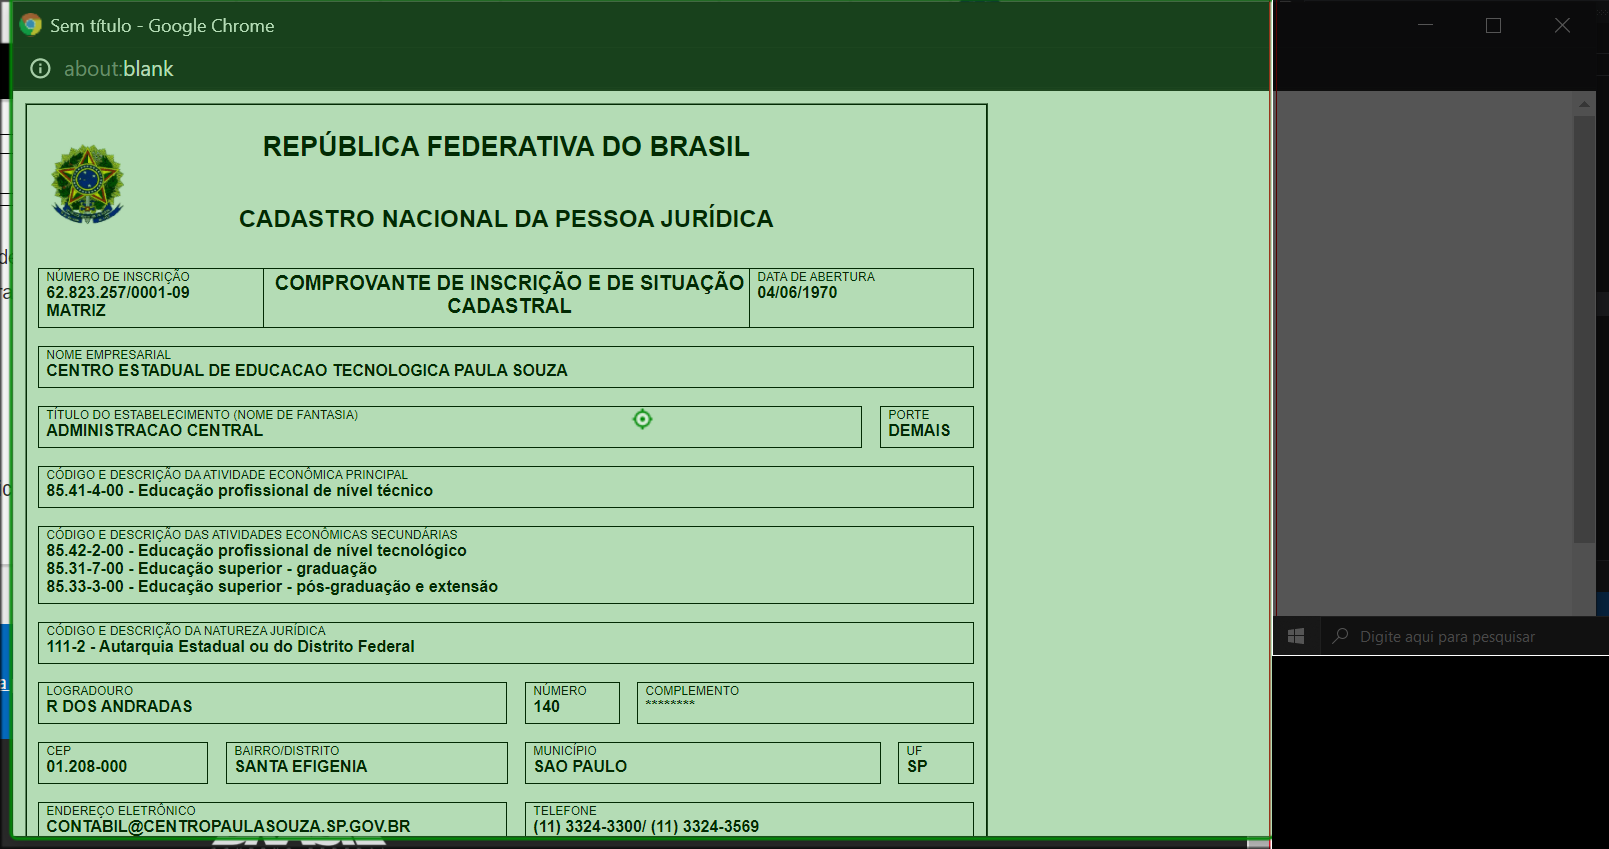 Sem título - Google Chrome
about:blank
REPÚBLICA FEDERATIVA DO BRASIL
CADASTRO NACIONAL DA PESSOA JURÍDICA
NÚMERO DE INSCRIÇÃO
62.823.257/0001-09
MATRIZ
COMPROVANTE DE INSCRIÇÃO E DE SITUAÇÃO
CADASTRAL
DATA DE ABERTURA
04/06/1970
NOME EMPRESARIAL
CENTRO ESTADUAL DE EDUCACAO TECNOLOGICA PAULA SOUZA
TÍTULO DO ESTABELECIMENTO (NOME DE FANTASIA)
ADMINISTRACAO CENTRAL
PORTE
DEMAIS
CÓDIGO E DESCRIÇÃO DA ATIVIDADE ECONÔMICA PRINCIPAL
85.41-4-00 - Educação profissional de nível técnico
CÓDIGO E DESCRIÇÃO DAS ATIVIDADES ECONÔMICAS SECUNDÁRIAS
85.42-2-00 - Educação profissional de nível tecnológico
85.31-7-00 - Educação superior - graduação
85.33-3-00 - Educação superior - pós-graduação e extensão
CÓDIGO E DESCRIÇÃO DA NATUREZA JURÍDICA
111-2 - Autarquia Estadual ou do Distrito Federal
LOGRADOURO
R DOS ANDRADAS
NÚMERO
140
COMPLEMENTO
********
CEP
01.208-000
BAIRRO/DISTRITO
SANTA EFIGENIA
MUNICÍPIO
SAO PAULO
UF
SP
ENDEREÇO ELETRÔNICO
CONTABIL@CENTROPAULASOUZA.SP.GOV.BR
TELEFONE
(11) 3324-3300/ (11) 3324-3569
Digite aqui para pesquisar